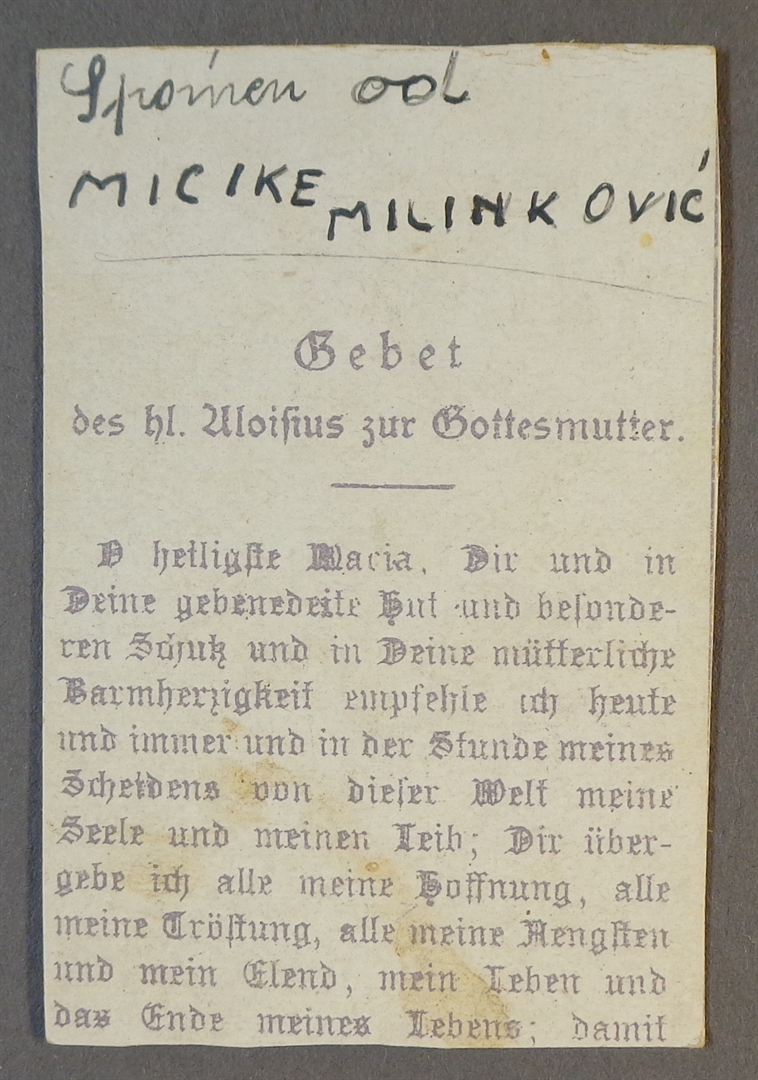 Spomen od
MICIKE MILINKOVIĆ
Gebet
des hl. Aloisius zur Gottesmutter.
O heiligste Maria, Dir und in
Deine gebenedeite Hut und besonde-
ren Schutz und in Deine mütterliche
Barmherzigkeit empfehle ich heute
und immer und in der Stunde meines
Scheidens von dieser Welt meine
Seele und meinen Leib; Dir über-
gebe ich alle meine Hoffnung, alle
meine Tröstung, alle meine Aengsten
und mein Elend, mein Leben und
das Ende meines Lebens; damit